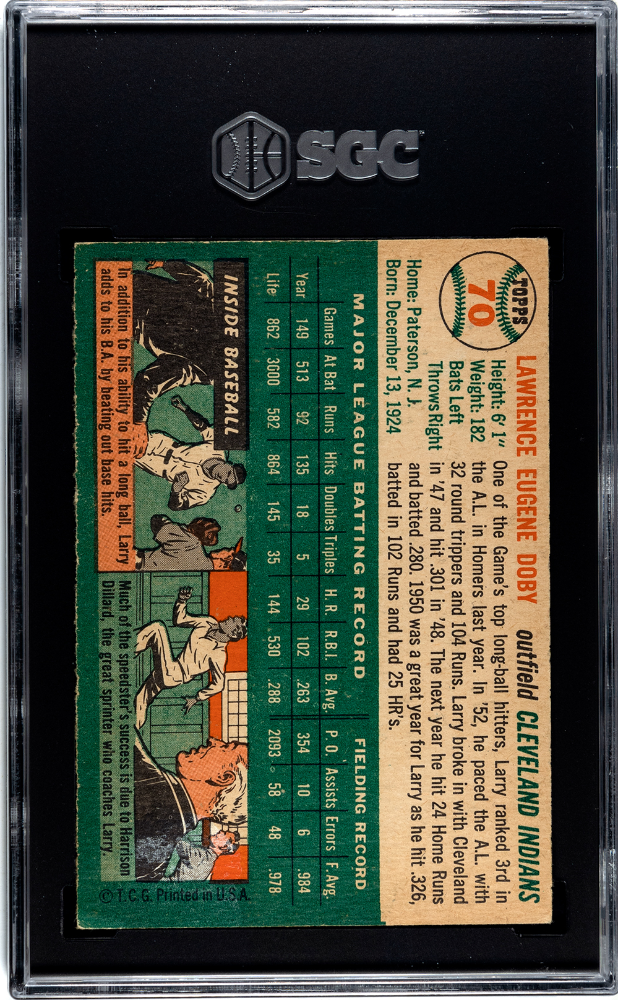 SGC
TOPPS
70
LAWRENCE EUGENE DOBY outfield CLEVELAND INDIANS
Height: 6' 1"
Weight: 182
Bats Left
Throws Right
Home: Paterson, N. J.
Born: December 13, 1924
One of the Game's top long-ball hitters, Larry ranked 3rd in
the A.L. in Homers last year. In '52, he paced the A.L. with
32 round trippers and 104 Runs. Larry broke in with Cleveland
in '47 and hit .301 in '48. The next year he hit 24 Home Runs
and batted .280. 1950 was a great year for Larry as he hit .326,
batted in 102 Runs and had 25 HR's.
MAJOR LEAGUE BATTING RECORD FIELDING RECORD
Games At Bat Runs Hits Doubles Triples H. R. R.B.I. B. Avg. P. O. Assists Errors F. Avg.
Year 149 513 92 135 18 5 29 102 .263 354 10 6 .984
Life 862 3000 582 864 145 35 144 .530 .288 2093 58 48 .978
INSIDE BASEBALL
In addition to his ability to hit a long ball, Larry
adds to his B.A. by beating out base hits.
Much of the speedster's success is due to Harrison
Dillard, the great sprinter who coaches Larry.
© T.C.G. Printed in U.S.A.